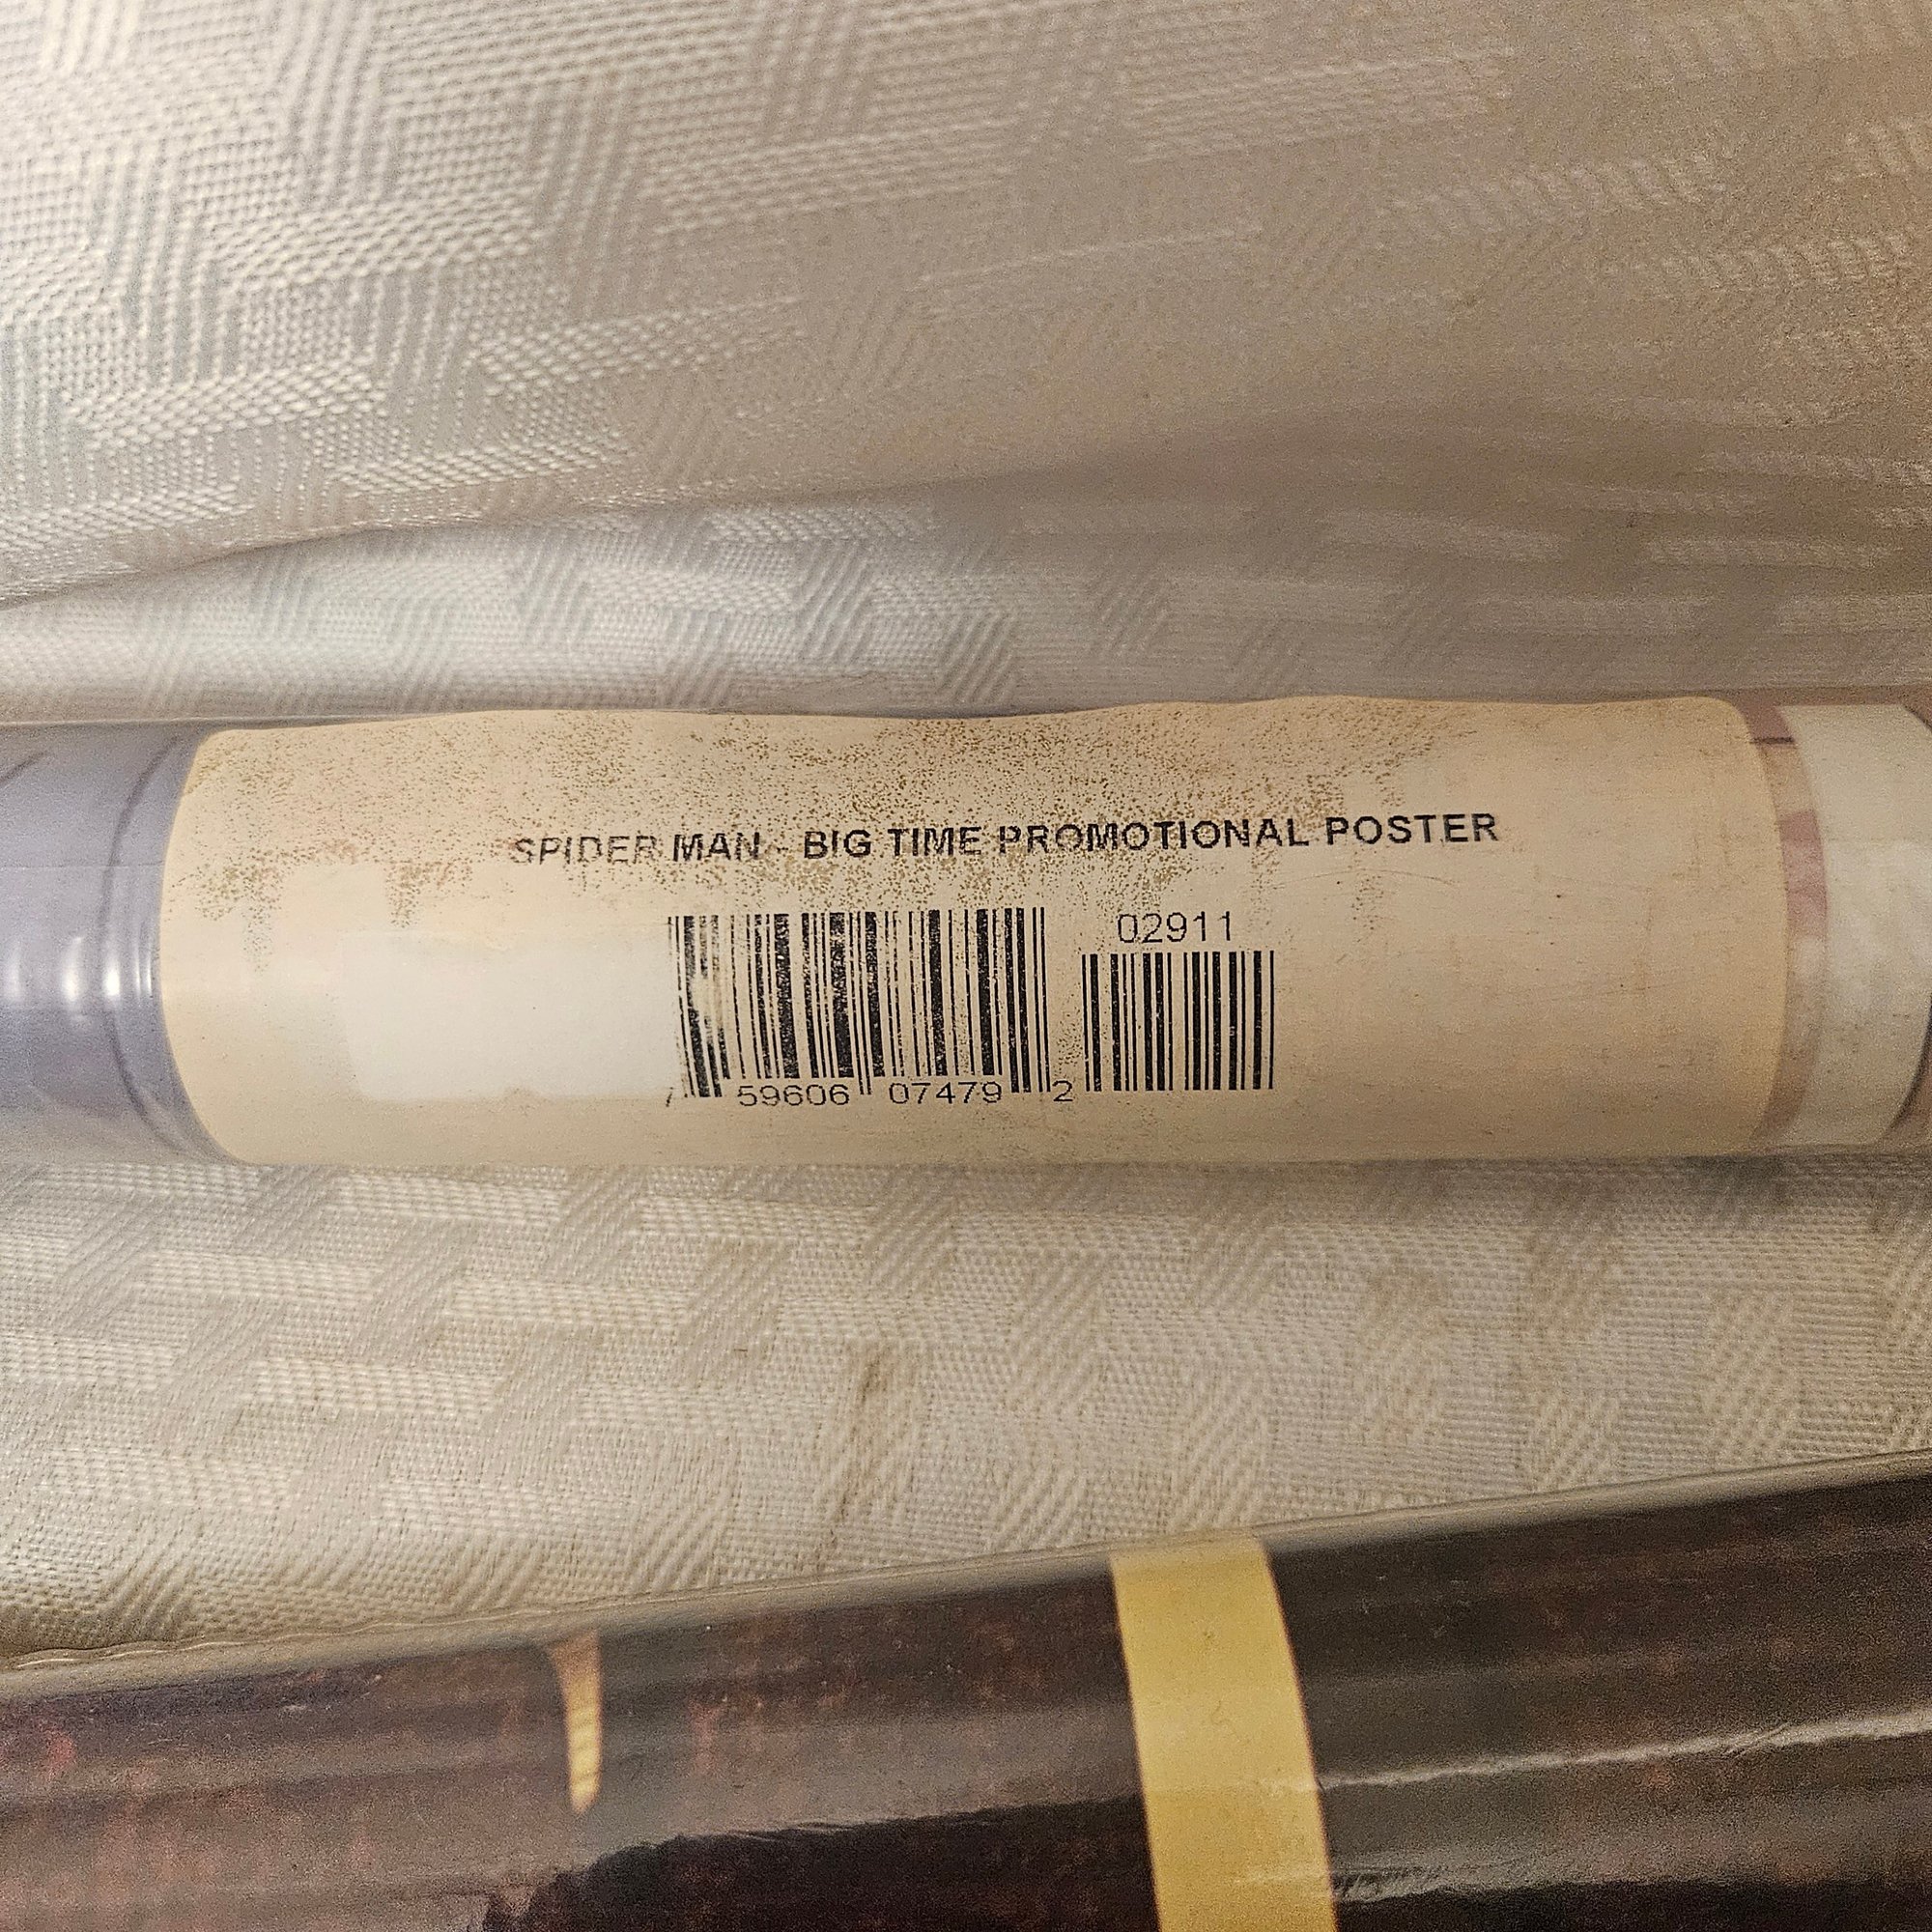 SPIDER MAN - BIG TIME PROMOTIONAL POSTER
02911
7 59606 07479 2